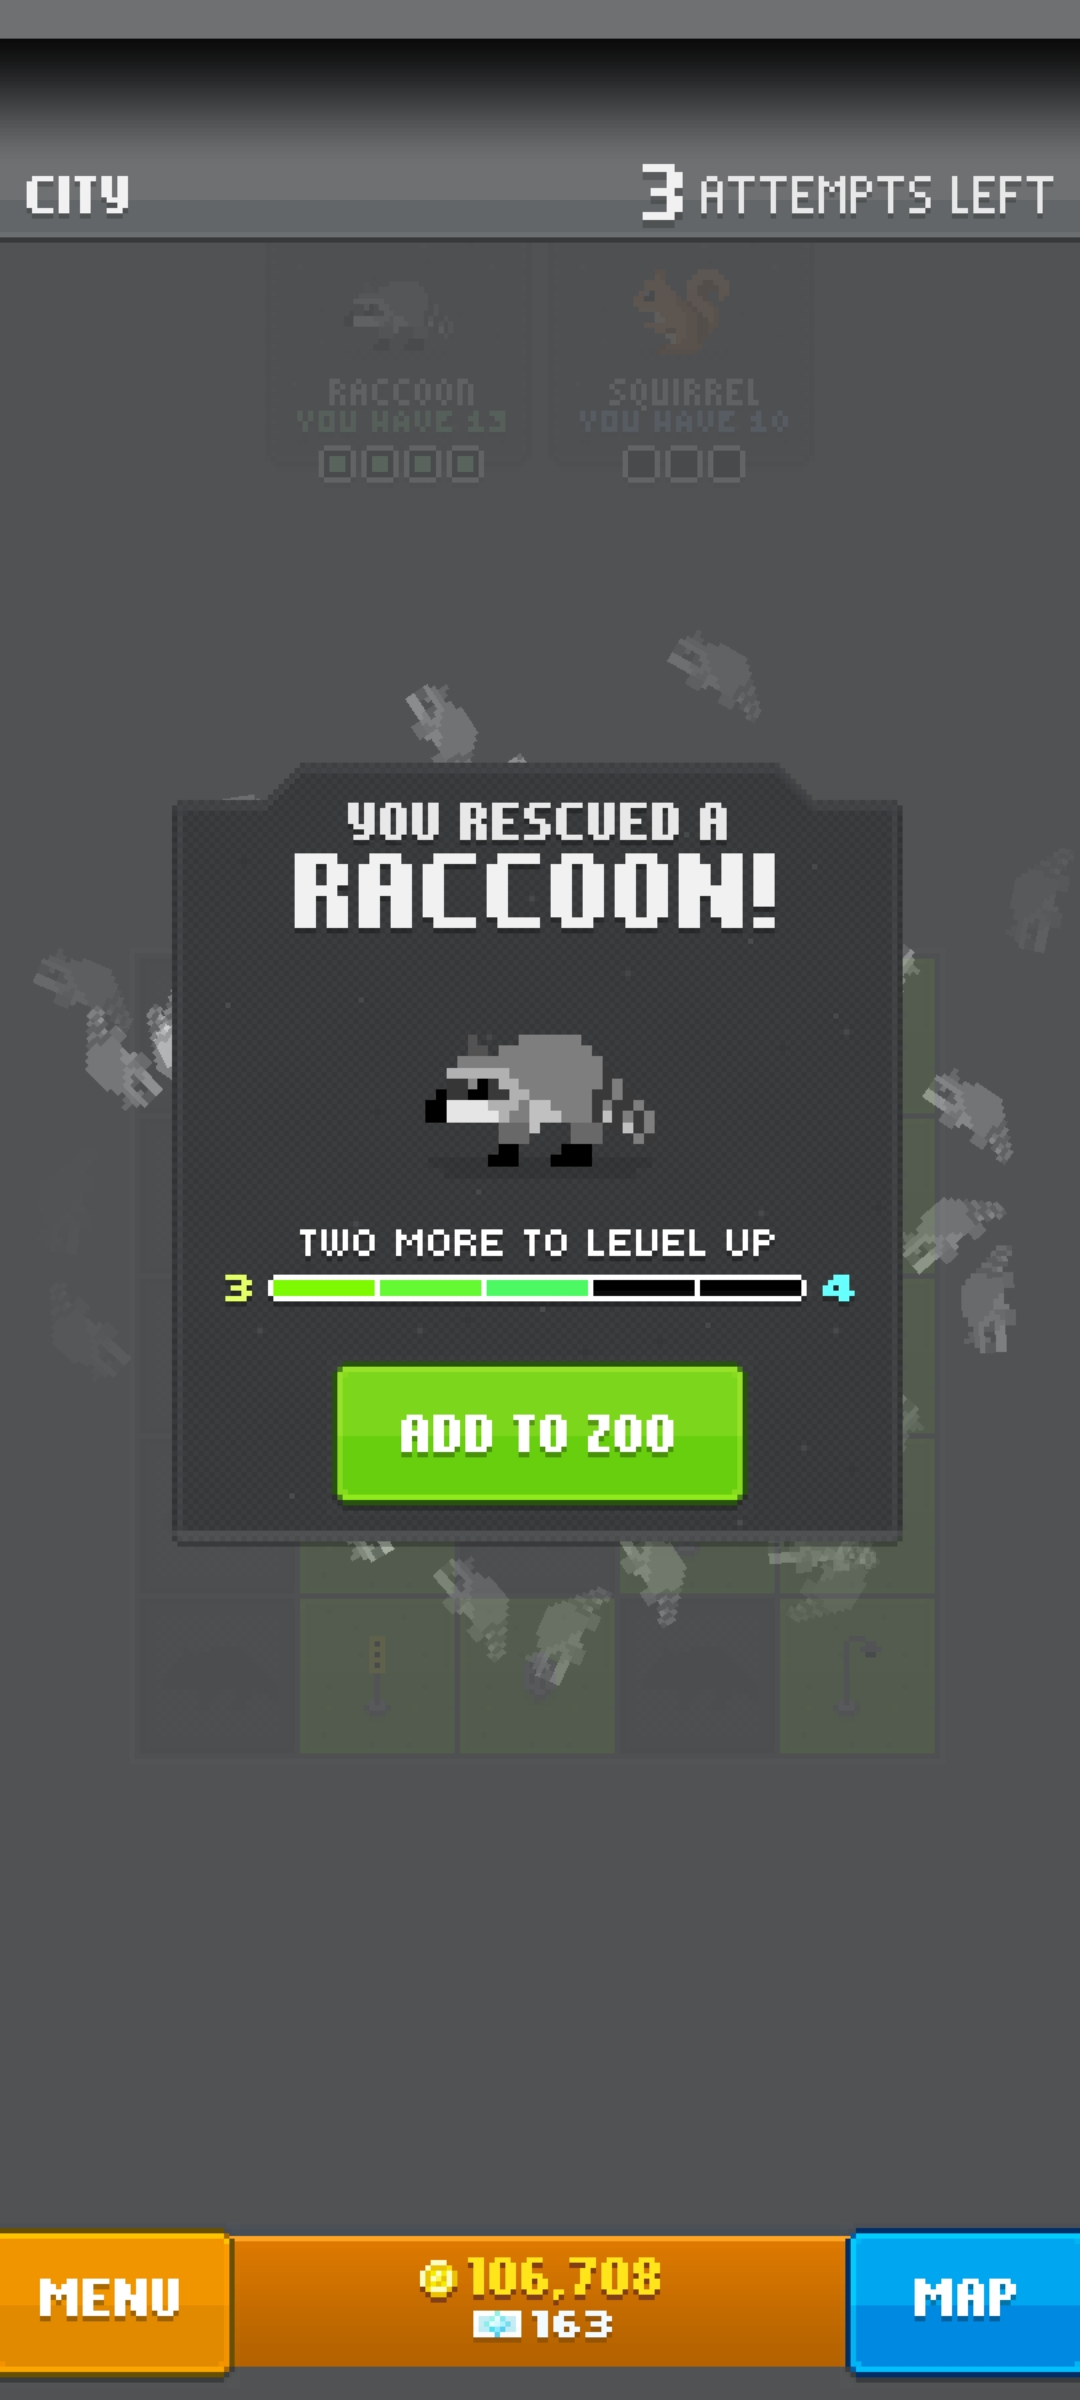 CITY
3 ATTEMPTS LEFT
RACCOON
YOU HAVE 13
SQUIRREL
YOU HAVE 10
YOU RESCUED A
RACCOON!
TWO MORE TO LEVEL UP
3 4
ADD TO ZOO
MENU
106,708
163
MAP